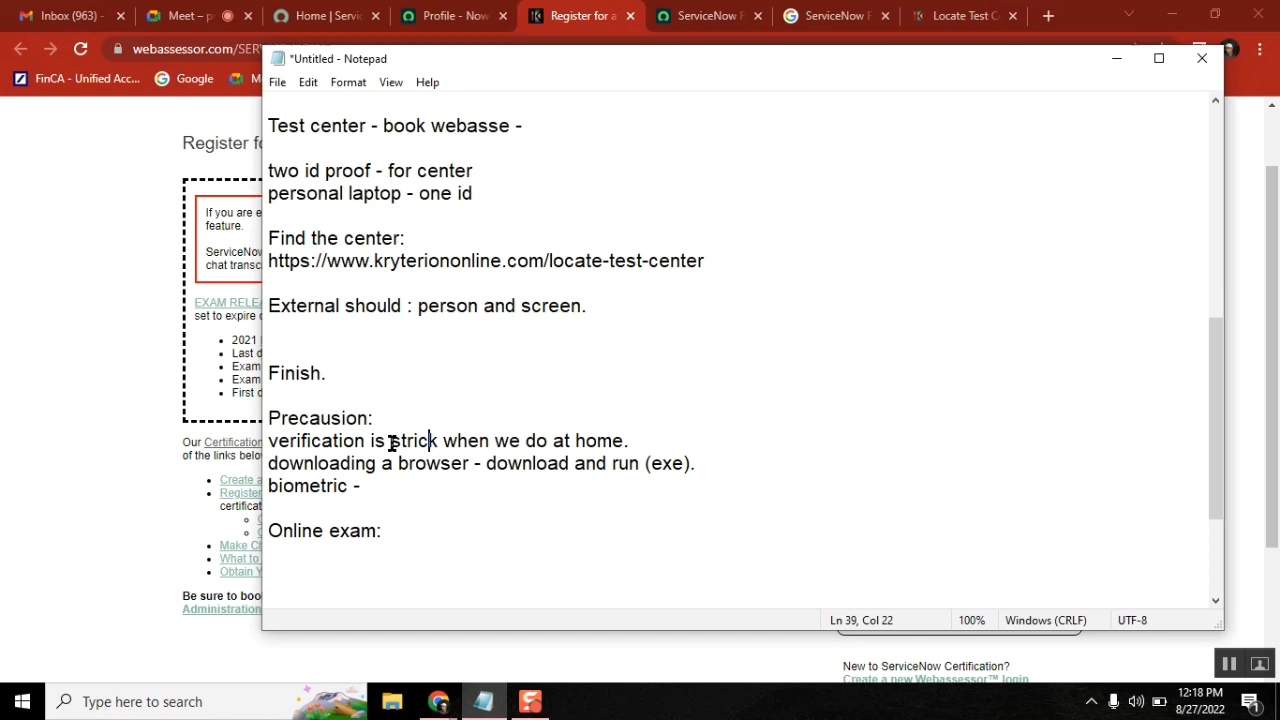 Inbox (963) -
Meet – p
Home | Servic
Profile - Now
Register for a
ServiceNow P
ServiceNow F
Locate Test C
webassessor.com/SER
FinCA - Unified Acc...
Google
*Untitled - Notepad
File Edit Format View Help
Register fo
If you are e
feature.
ServiceNow
chat transc
EXAM RELEA
set to expire o
2021
Last d
Exam
Exam
First d
Our Certification
of the links belo
Create a
Register
certificat
Make Ch
What to
Obtain Y
Be sure to boo
Administration
Test center - book webasse -
two id proof - for center
personal laptop - one id
Find the center:
https://www.kryteriononline.com/locate-test-center
External should : person and screen.
Finish.
Precausion:
verification is strick when we do at home.
downloading a browser - download and run (exe).
biometric -
Online exam:
Ln 39, Col 22 100% Windows (CRLF) UTF-8
New to ServiceNow Certification?
Create a new Webassessor™ login
Type here to search
12:18 PM
8/27/2022
1